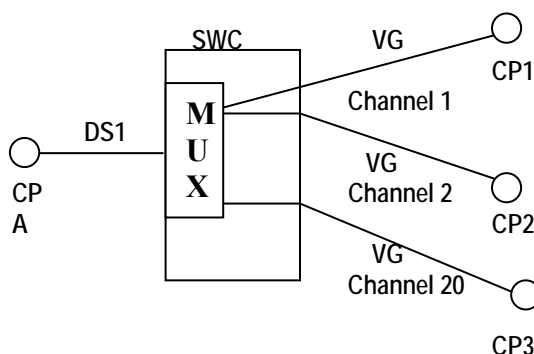 SWC
VG
CP1
Channel 1
DS1
M
U
X
CP
A
VG
Channel 2
CP2
VG
Channel 20
CP3